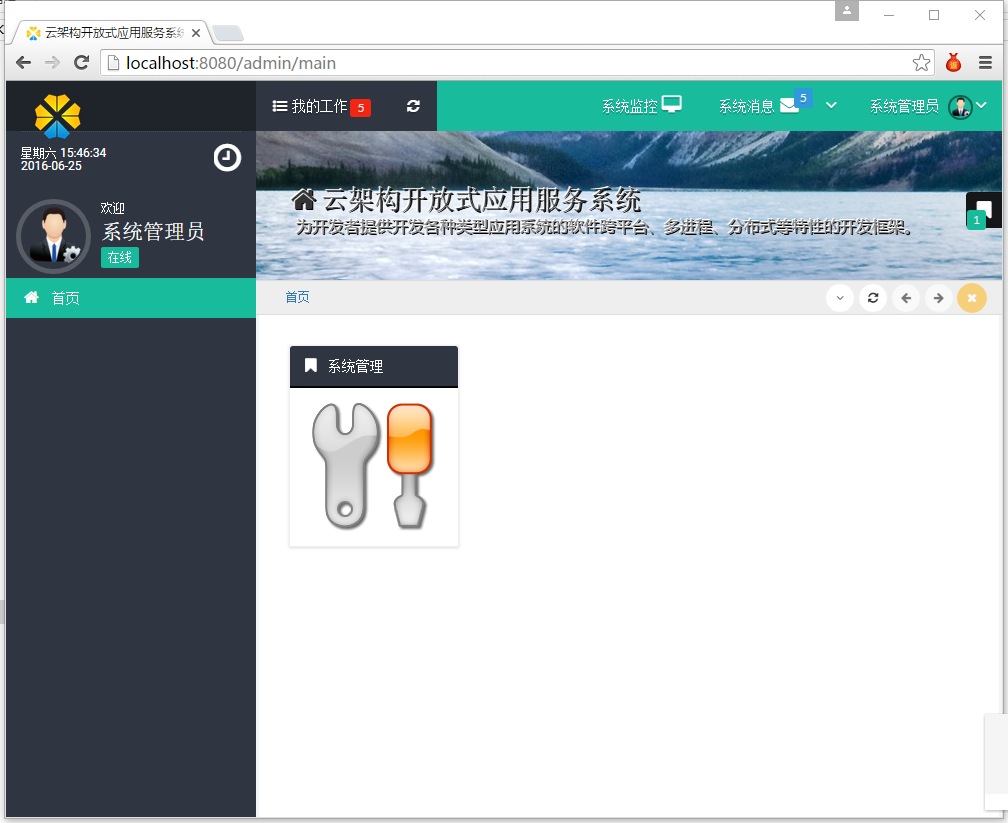 云架构开放式应用服务系统
localhost:8080/admin/main
我的工作 5
系统监控
系统消息 5
系统管理员
星期六 15:46:34
2016-06-25
云架构开放式应用服务系统
为开发者提供开发各种类型应用系统的软件跨平台、多进程、分布式等特性的开发框架。
1
欢迎
系统管理员
在线
首页
首页
系统管理